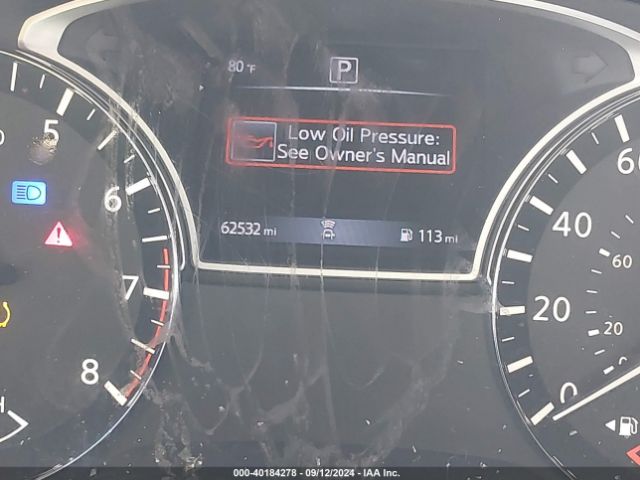 80 °F
P
Low Oil Pressure:
See Owner's Manual
62532 mi
113 mi
5
6
7
8
H
60
40
60
20
20
0
000-40184278 - 09/12/2024 - IAA Inc.